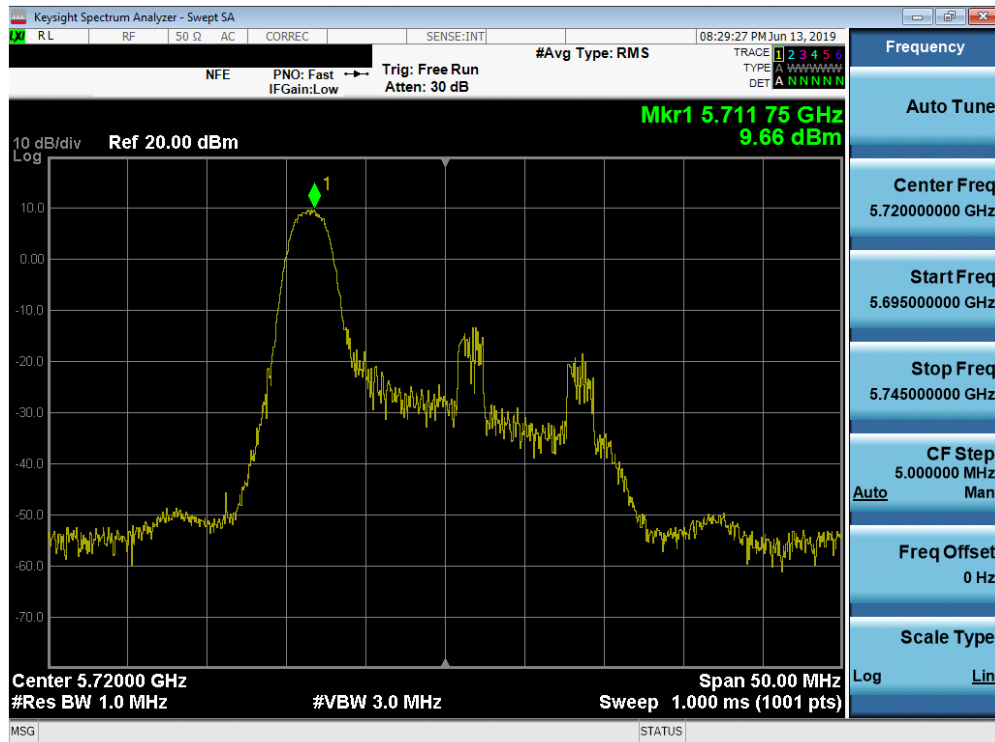 Keysight Spectrum Analyzer - Swept SA
LXI RL RF 50 Ω AC CORREC SENSE:INT 08:29:27 PM Jun 13, 2019
#Avg Type: RMS TRACE 1 2 3 4 5 6
NFE PNO: Fast Trig: Free Run TYPE A WWWWW
IFGain:Low Atten: 30 dB DET A N N N N N
Mkr1 5.711 75 GHz
9.66 dBm
10 dB/div Ref 20.00 dBm
Log
1
10.0
0.00
-10.0
-20.0
-30.0
-40.0
-50.0
-60.0
-70.0
Center 5.72000 GHz Span 50.00 MHz
#Res BW 1.0 MHz #VBW 3.0 MHz Sweep 1.000 ms (1001 pts)
MSG STATUS
Frequency
Auto Tune
Center Freq
5.720000000 GHz
Start Freq
5.695000000 GHz
Stop Freq
5.745000000 GHz
CF Step
5.000000 MHz
Auto Man
Freq Offset
0 Hz
Scale Type
Log Lin